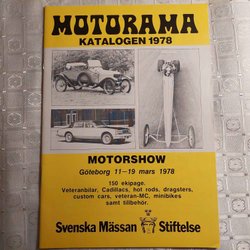 MOTORAMA
KATALOGEN 1978
MOTORSHOW
Göteborg 11–19 mars 1978
150 ekipage.
Veteranbilar, Cadillacs, hot rods, dragsters,
custom cars, veteran-MC, minibikes
samt tillbehör.
Svenska Mässan Stiftelse